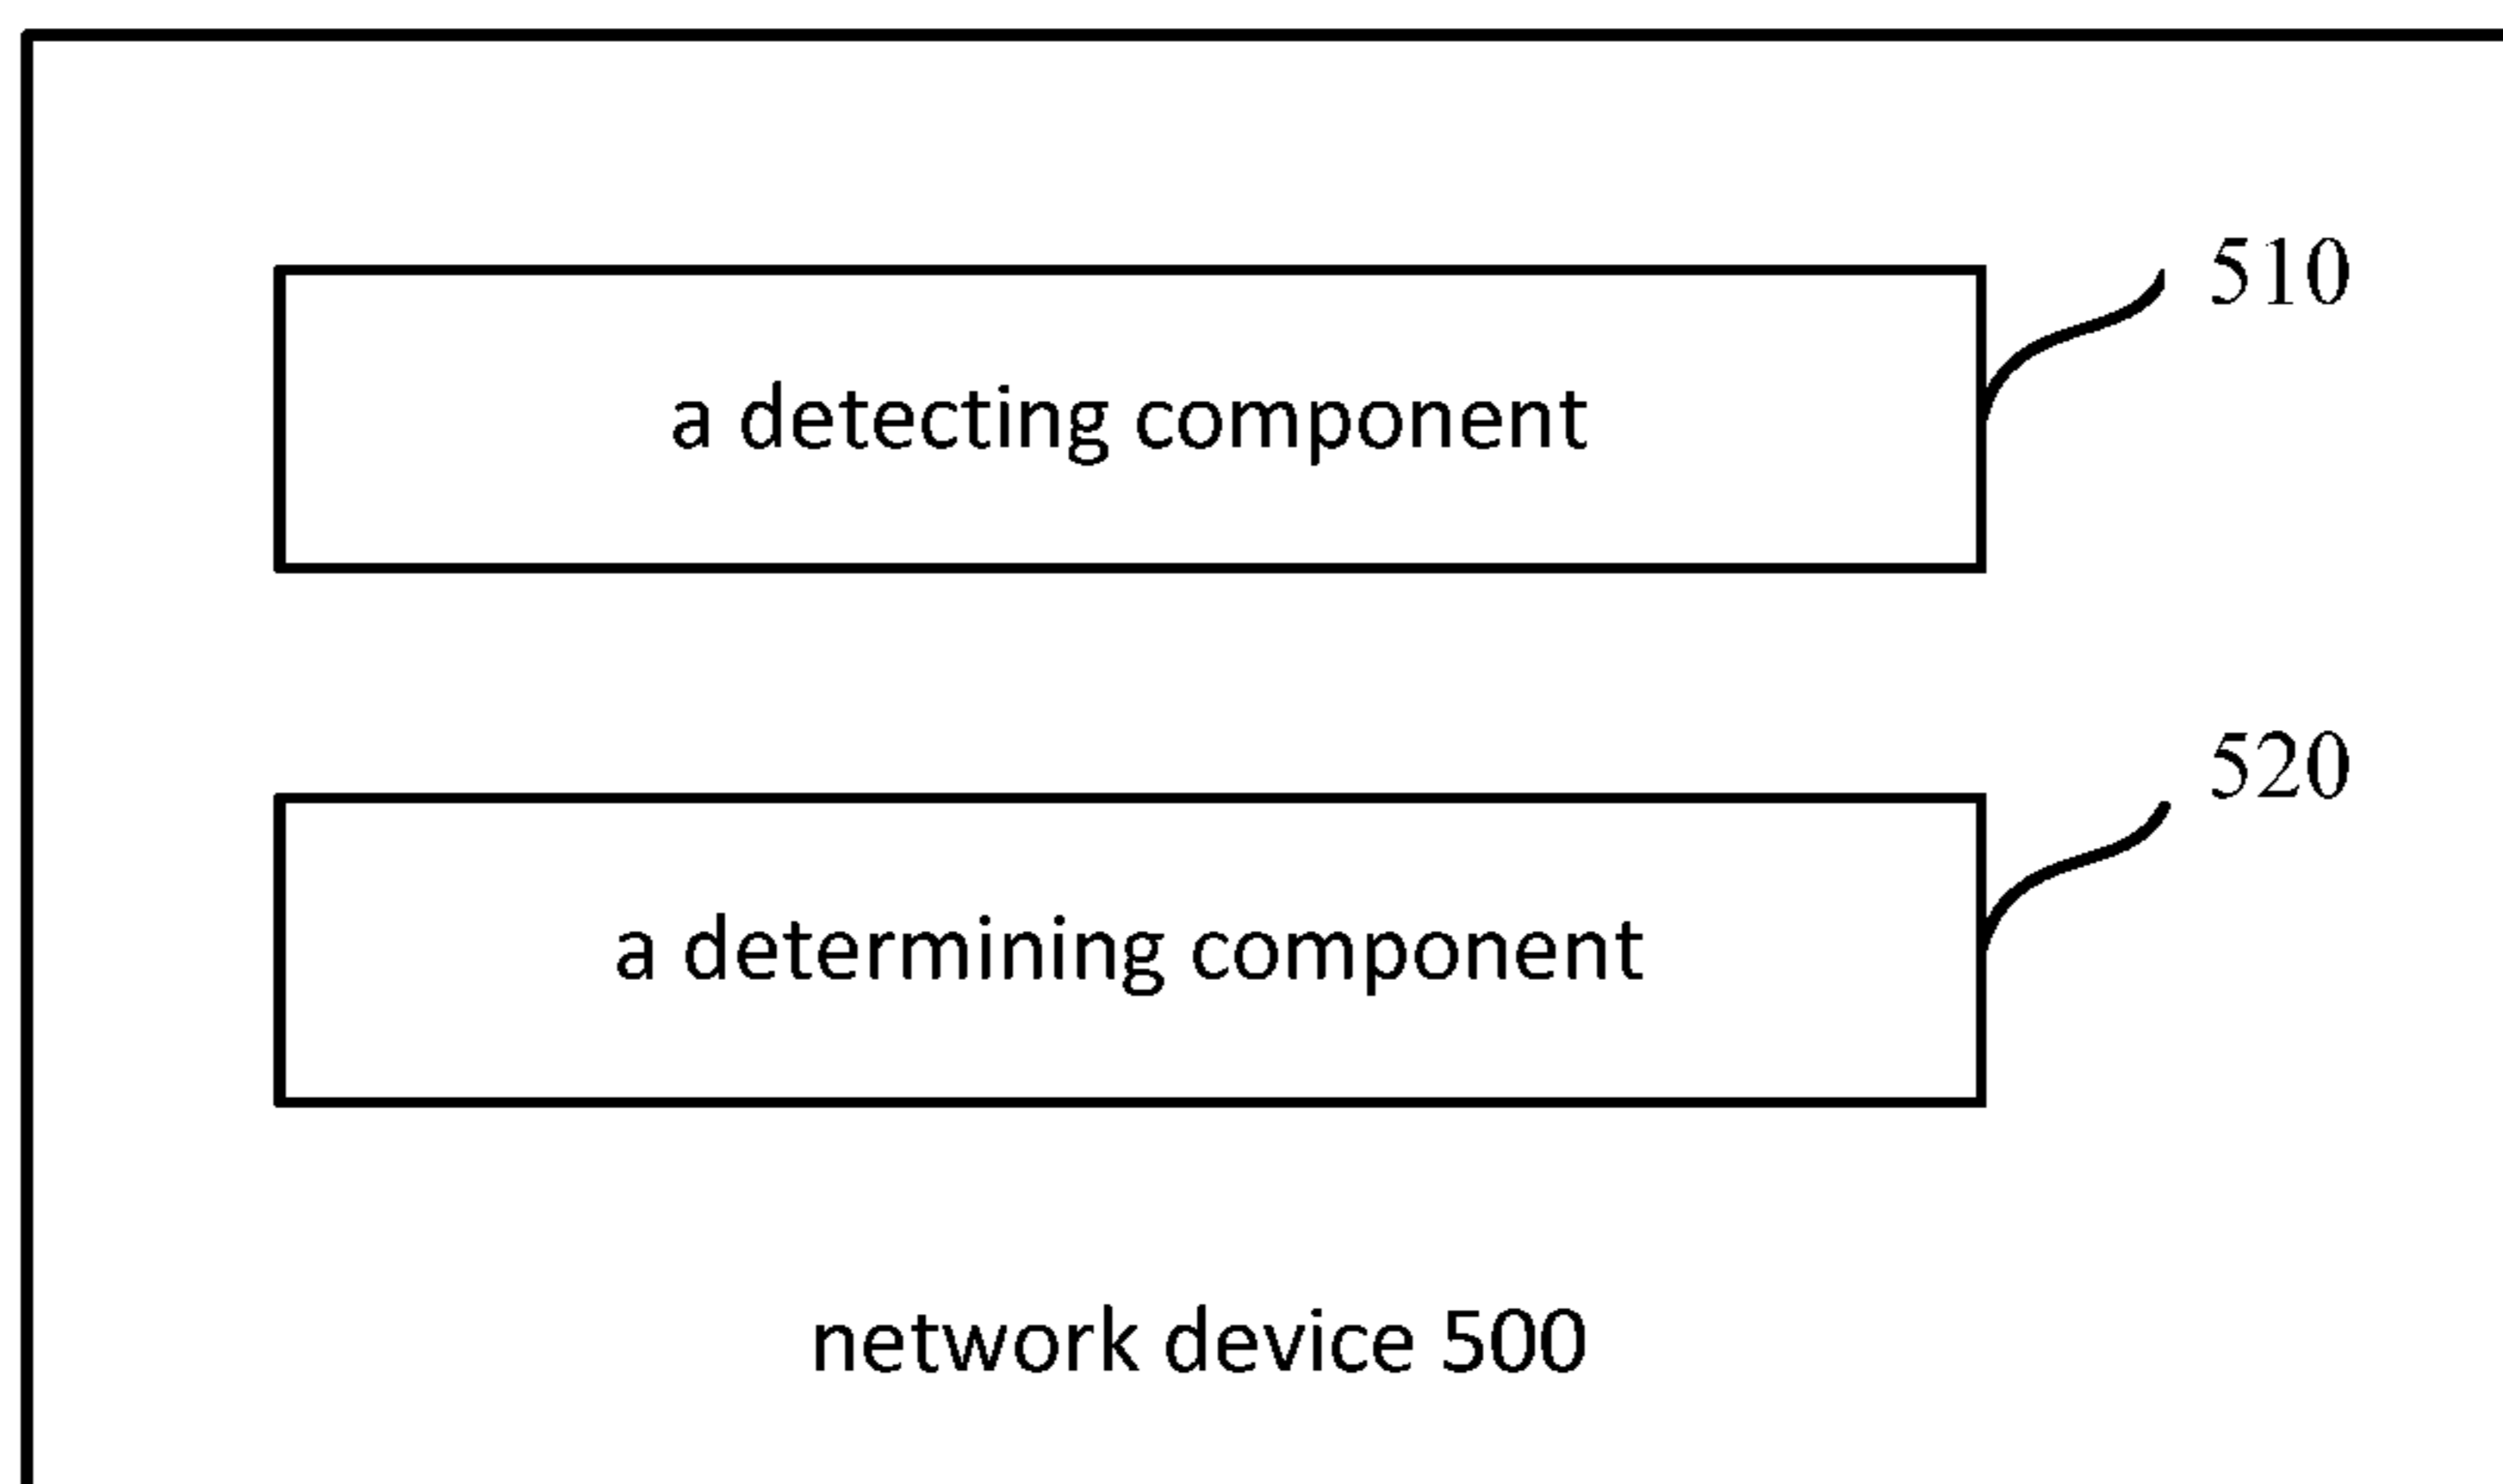 510
a detecting component
520
a determining component
network device 500